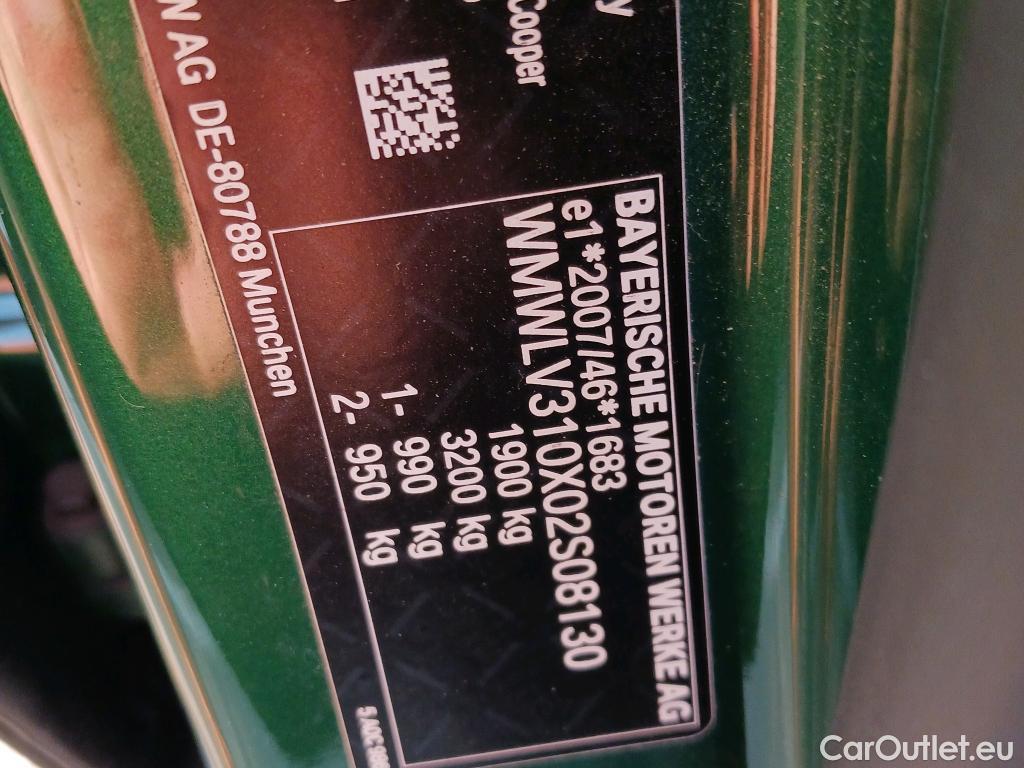 Cooper
BAYERISCHE MOTOREN WERKE AG
e1*2007/46*1683
WMWLV310X02S08130
1900 kg
3200 kg
1- 990 kg
2- 950 kg
AG DE-80788 Munchen
CarOutlet.eu